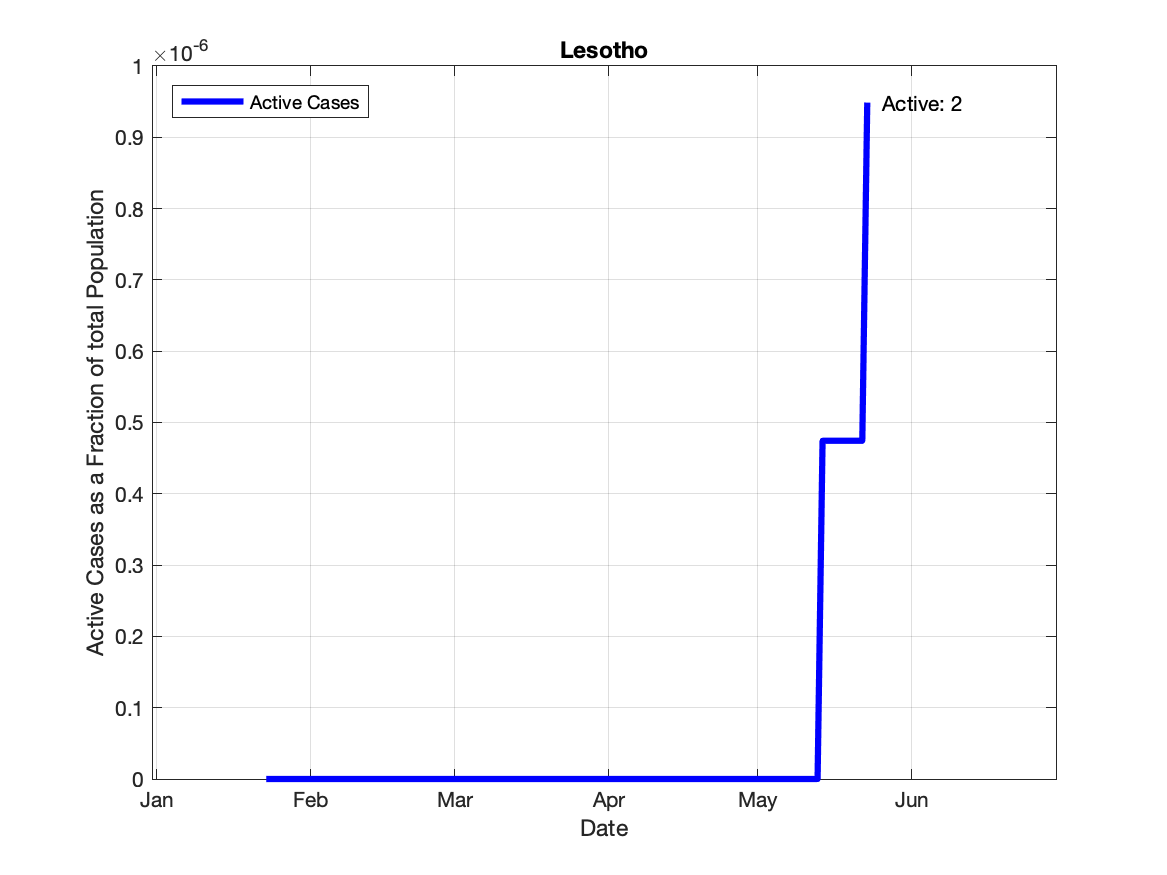 Lesotho
×10-6
Active Cases
Active: 2
Active Cases as a Fraction of total Population
1
0.9
0.8
0.7
0.6
0.5
0.4
0.3
0.2
0.1
0
Jan Feb Mar Apr May Jun
Date